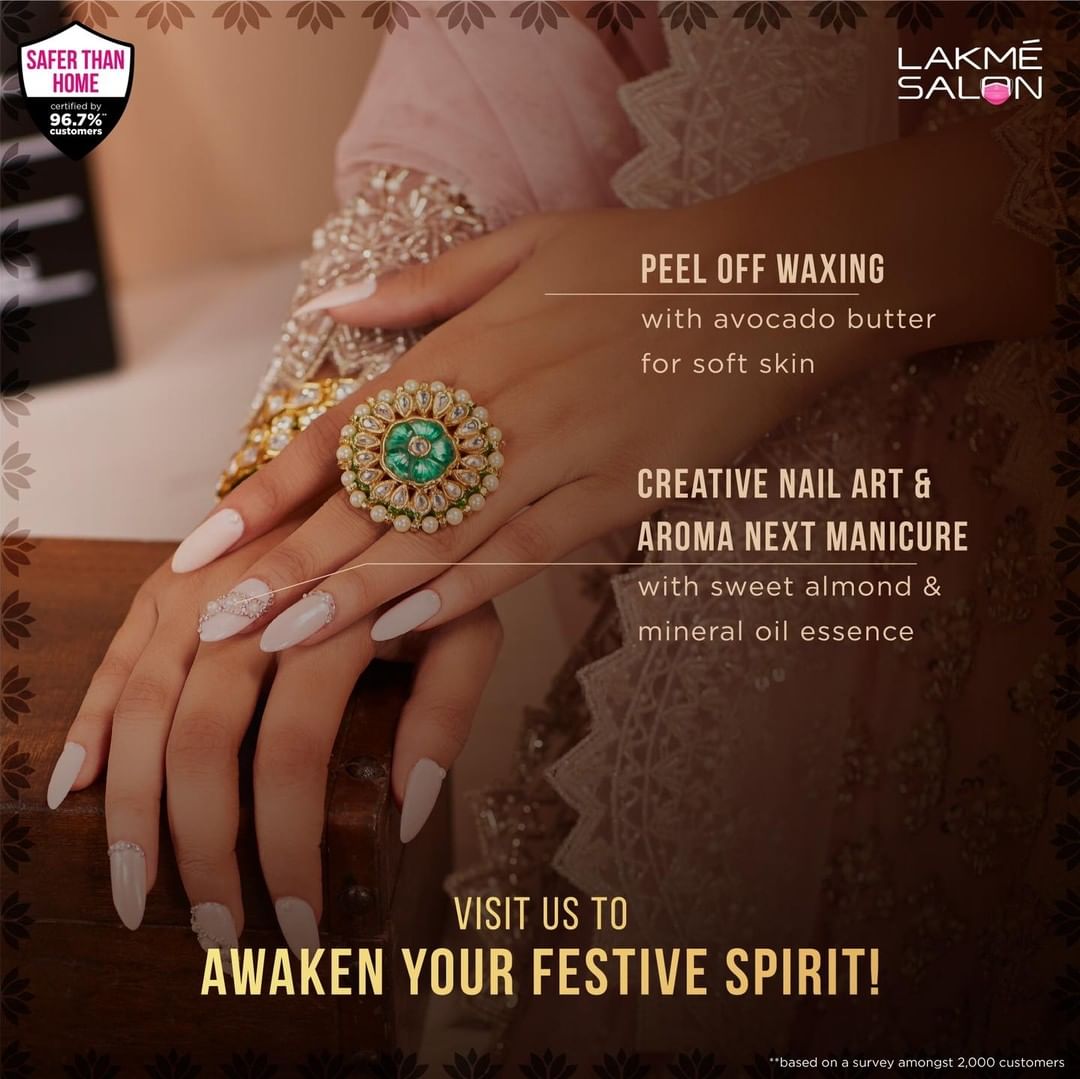 SAFER THAN
HOME
certified by
96.7%**
customers
LAKMÉ
SALON
PEEL OFF WAXING
with avocado butter
for soft skin
CREATIVE NAIL ART &
AROMA NEXT MANICURE
with sweet almond &
mineral oil essence
VISIT US TO
AWAKEN YOUR FESTIVE SPIRIT!
**based on a survey amongst 2,000 customers